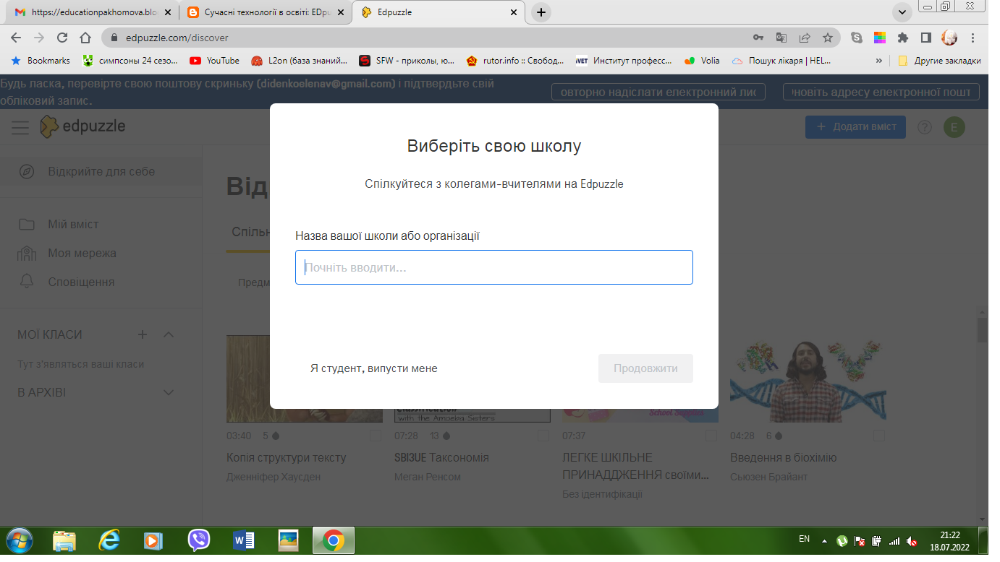 https://educationpakhomova.blo
Сучасні технології в освіті: EDpu
Edpuzzle
edpuzzle.com/discover
Bookmarks
симпсоны 24 сезо...
YouTube
L2on (база знаний...
SFW - приколы, ю...
rutor.info :: Свобод...
IVET
Институт професс...
Volia
Пошук лікаря | HEL...
»
Другие закладки
Будь ласка, перевірте свою поштову скриньку (didenkoelenav@gmail.com) і підтвердьте свій
обліковий запис.
овторно надіслати електронний лис
новіть адресу електронної пошт
edpuzzle
+ Додати вміст
?
E
Відкрийте для себе
Мій вміст
Моя мережа
Сповіщення
МОЇ КЛАСИ
Тут з'являться ваші класи
В АРХІВІ
Від
Спільн
Предм
Виберіть свою школу
Спілкуйтеся з колегами-вчителями на Edpuzzle
Назва вашої школи або організації
Почніть вводити...
Я студент, випусти мене
Продовжити
with the Amoeba Sisters
School Supplies
03:40 5
Копія структури тексту
Дженніфер Хаусден
07:28 13
SBI3UE Таксономія
Меган Ренсом
07:37
ЛЕГКЕ ШКІЛЬНЕ
ПРИНАДДЖЕННЯ своїми...
Без ідентифікації
04:28 6
Введення в біохімію
Сьюзен Брайант
EN
21:22
18.07.2022